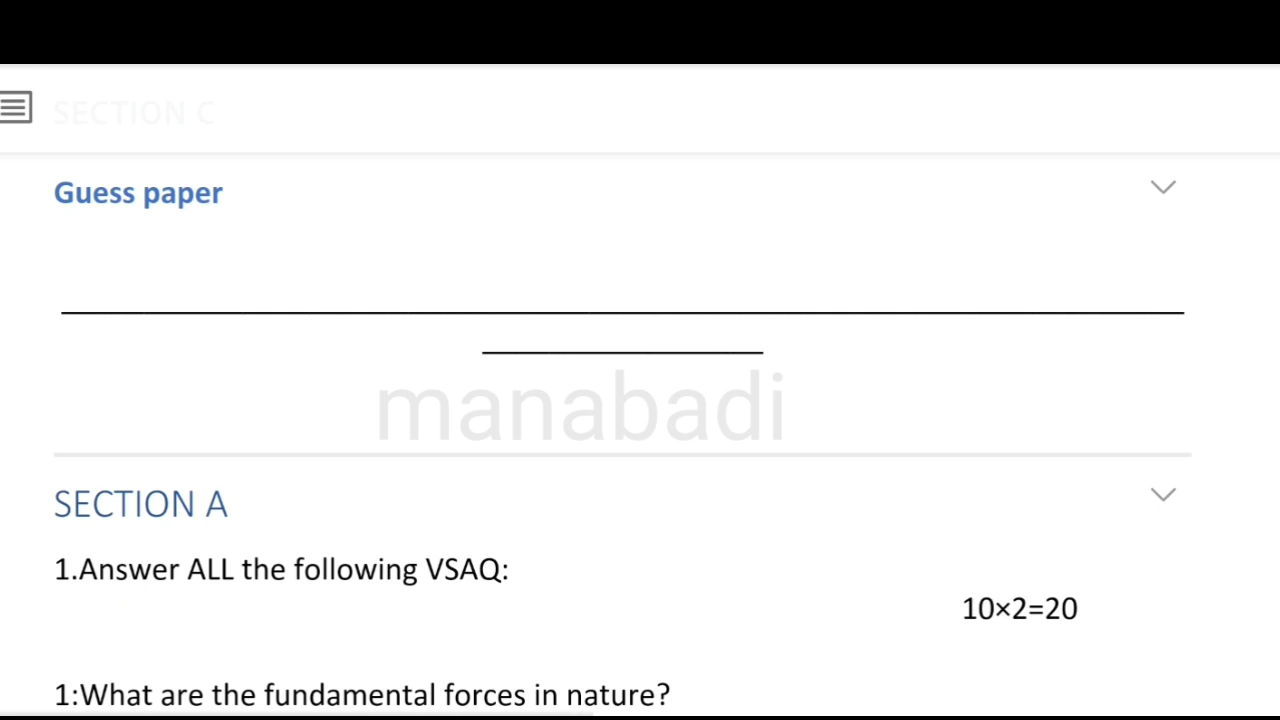 SECTION C
Guess paper
manabadi
SECTION A
1.Answer ALL the following VSAQ:
10×2=20
1:What are the fundamental forces in nature?